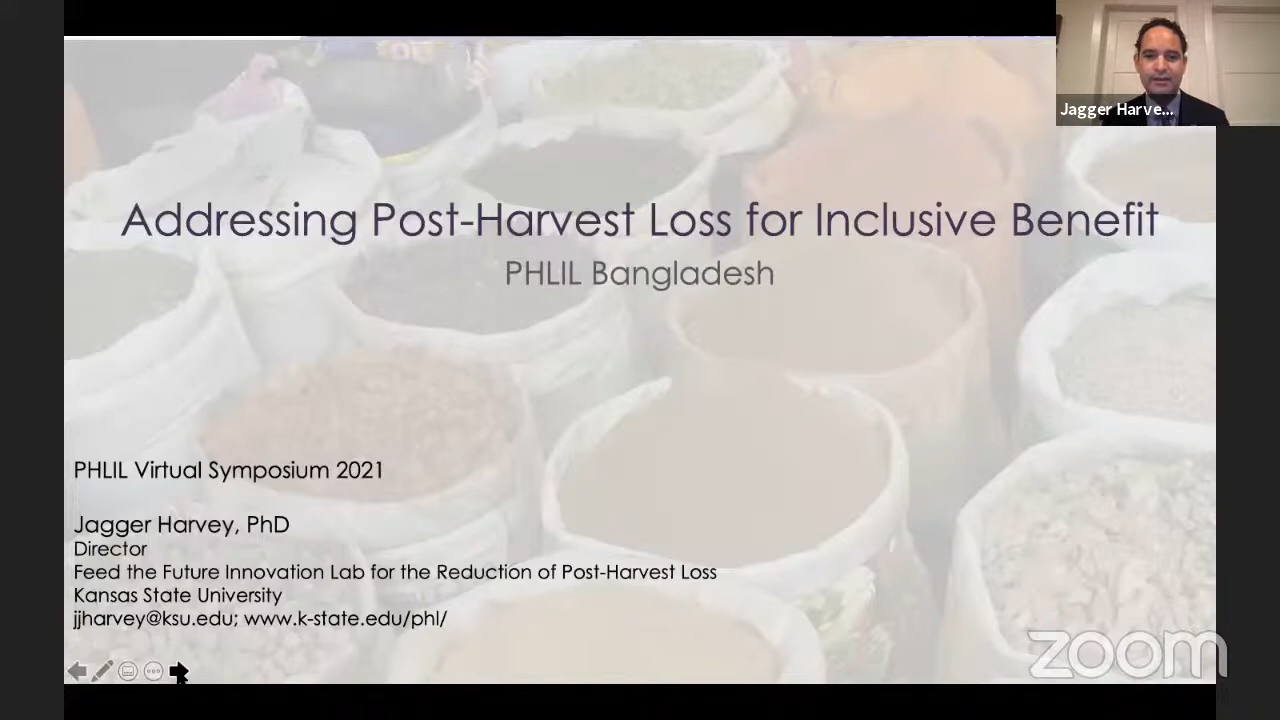 Jagger Harve...
Addressing Post-Harvest Loss for Inclusive Benefit
PHLIL Bangladesh
PHLIL Virtual Symposium 2021
Jagger Harvey, PhD
Director
Feed the Future Innovation Lab for the Reduction of Post-Harvest Loss
Kansas State University
jjharvey@ksu.edu; www.k-state.edu/phl/
zoom